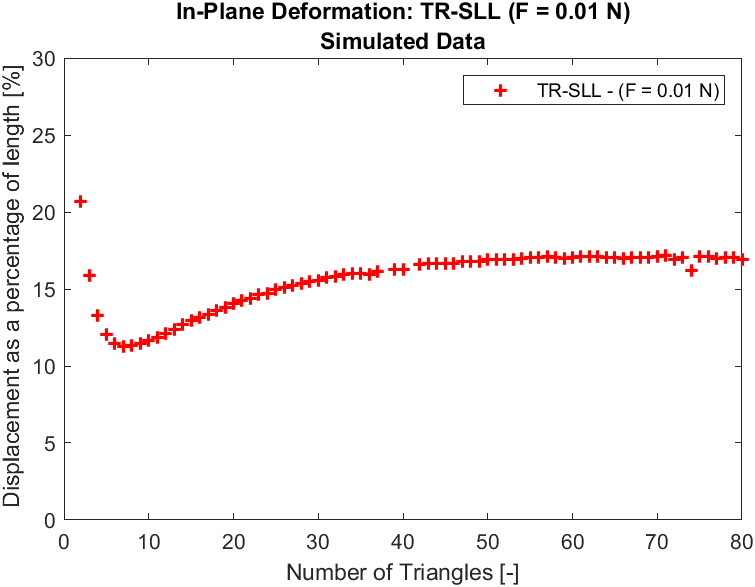 In-Plane Deformation: TR-SLL (F = 0.01 N)
Simulated Data
TR-SLL - (F = 0.01 N)
Displacement as a percentage of length [%]
30
25
20
15
10
5
0
0 10 20 30 40 50 60 70 80
Number of Triangles [-]